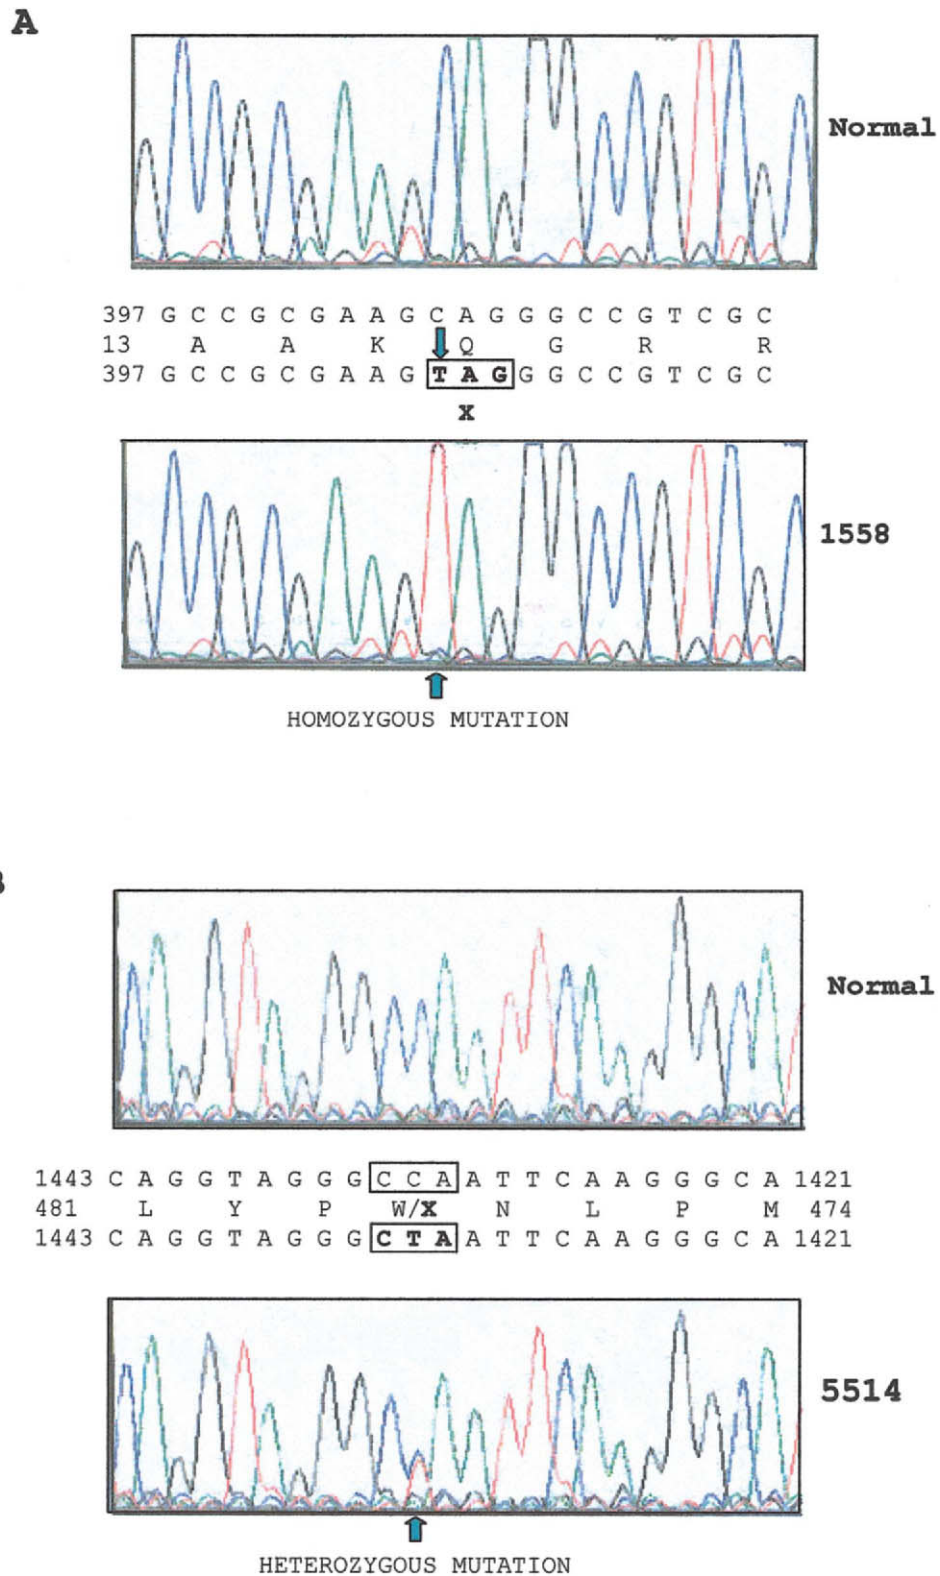 A
Normal
397 G C C G C G A A G C A G G G C C G T C G C
13 A A K Q G R R
397 G C C G C G A A G T A G G G C C G T C G C
X
1558
HOMOZYGOUS MUTATION
Normal
1443 C A G G T A G G G C C A A T T C A A G G G C A 1421
481 L Y P W/X N L P M 474
1443 C A G G T A G G G C T A A T T C A A G G G C A 1421
5514
HETEROZYGOUS MUTATION